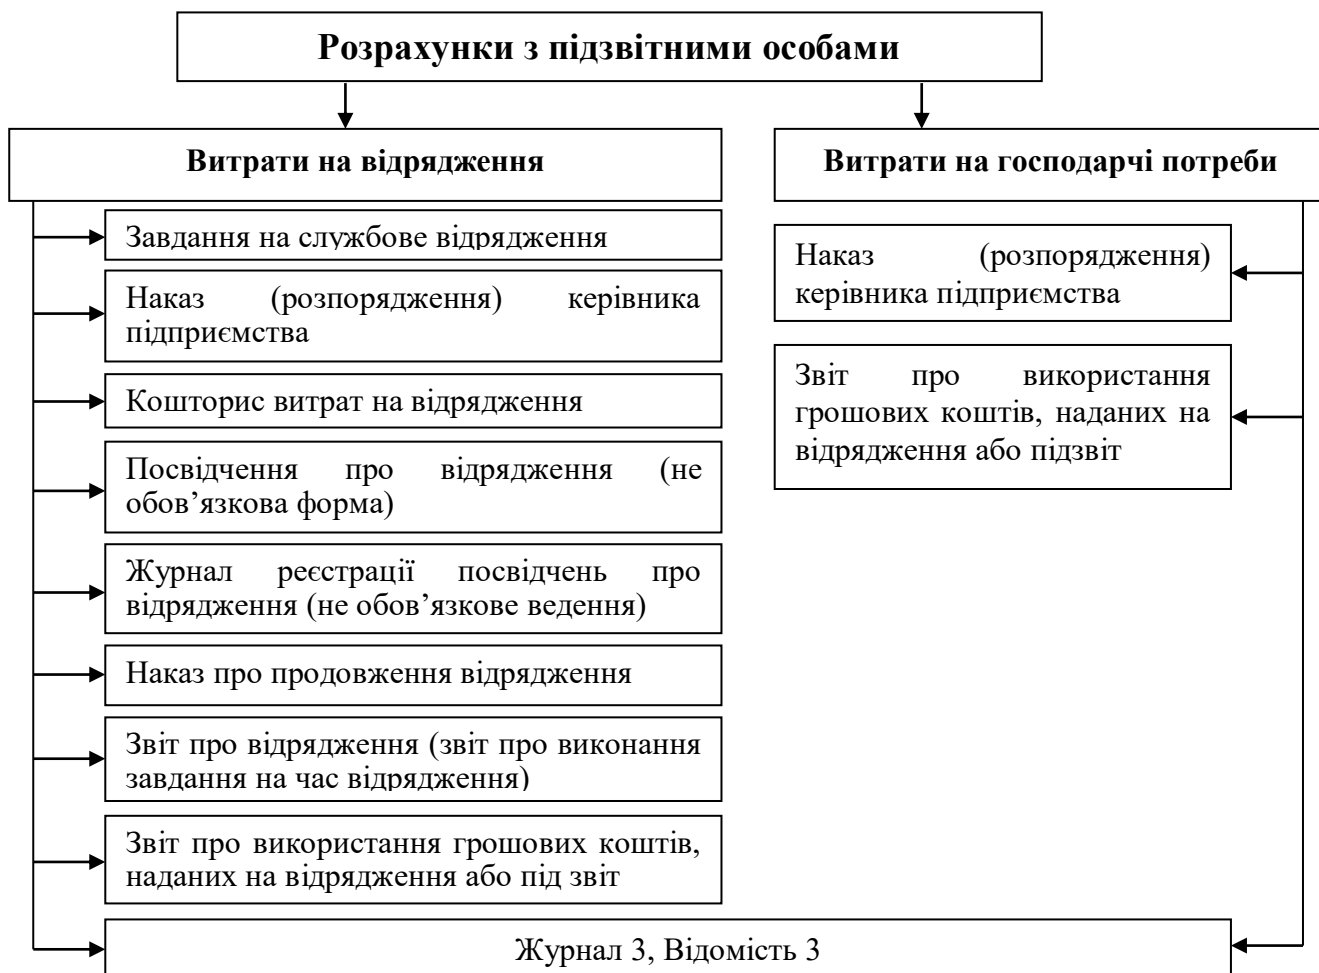 Розрахунки з підзвітними особами
Витрати на відрядження
Завдання на службове відрядження
Наказ (розпорядження) керівника
підприємства
Кошторис витрат на відрядження
Посвідчення про відрядження (не
обов’язкова форма)
Журнал реєстрації посвідчень про
відрядження (не обов’язкове ведення)
Наказ про продовження відрядження
Звіт про відрядження (звіт про виконання
завдання на час відрядження)
Звіт про використання грошових коштів,
наданих на відрядження або під звіт
Витрати на господарчі потреби
Наказ (розпорядження)
керівника підприємства
Звіт про використання
грошових коштів, наданих на
відрядження або підзвіт
Журнал 3, Відомість 3